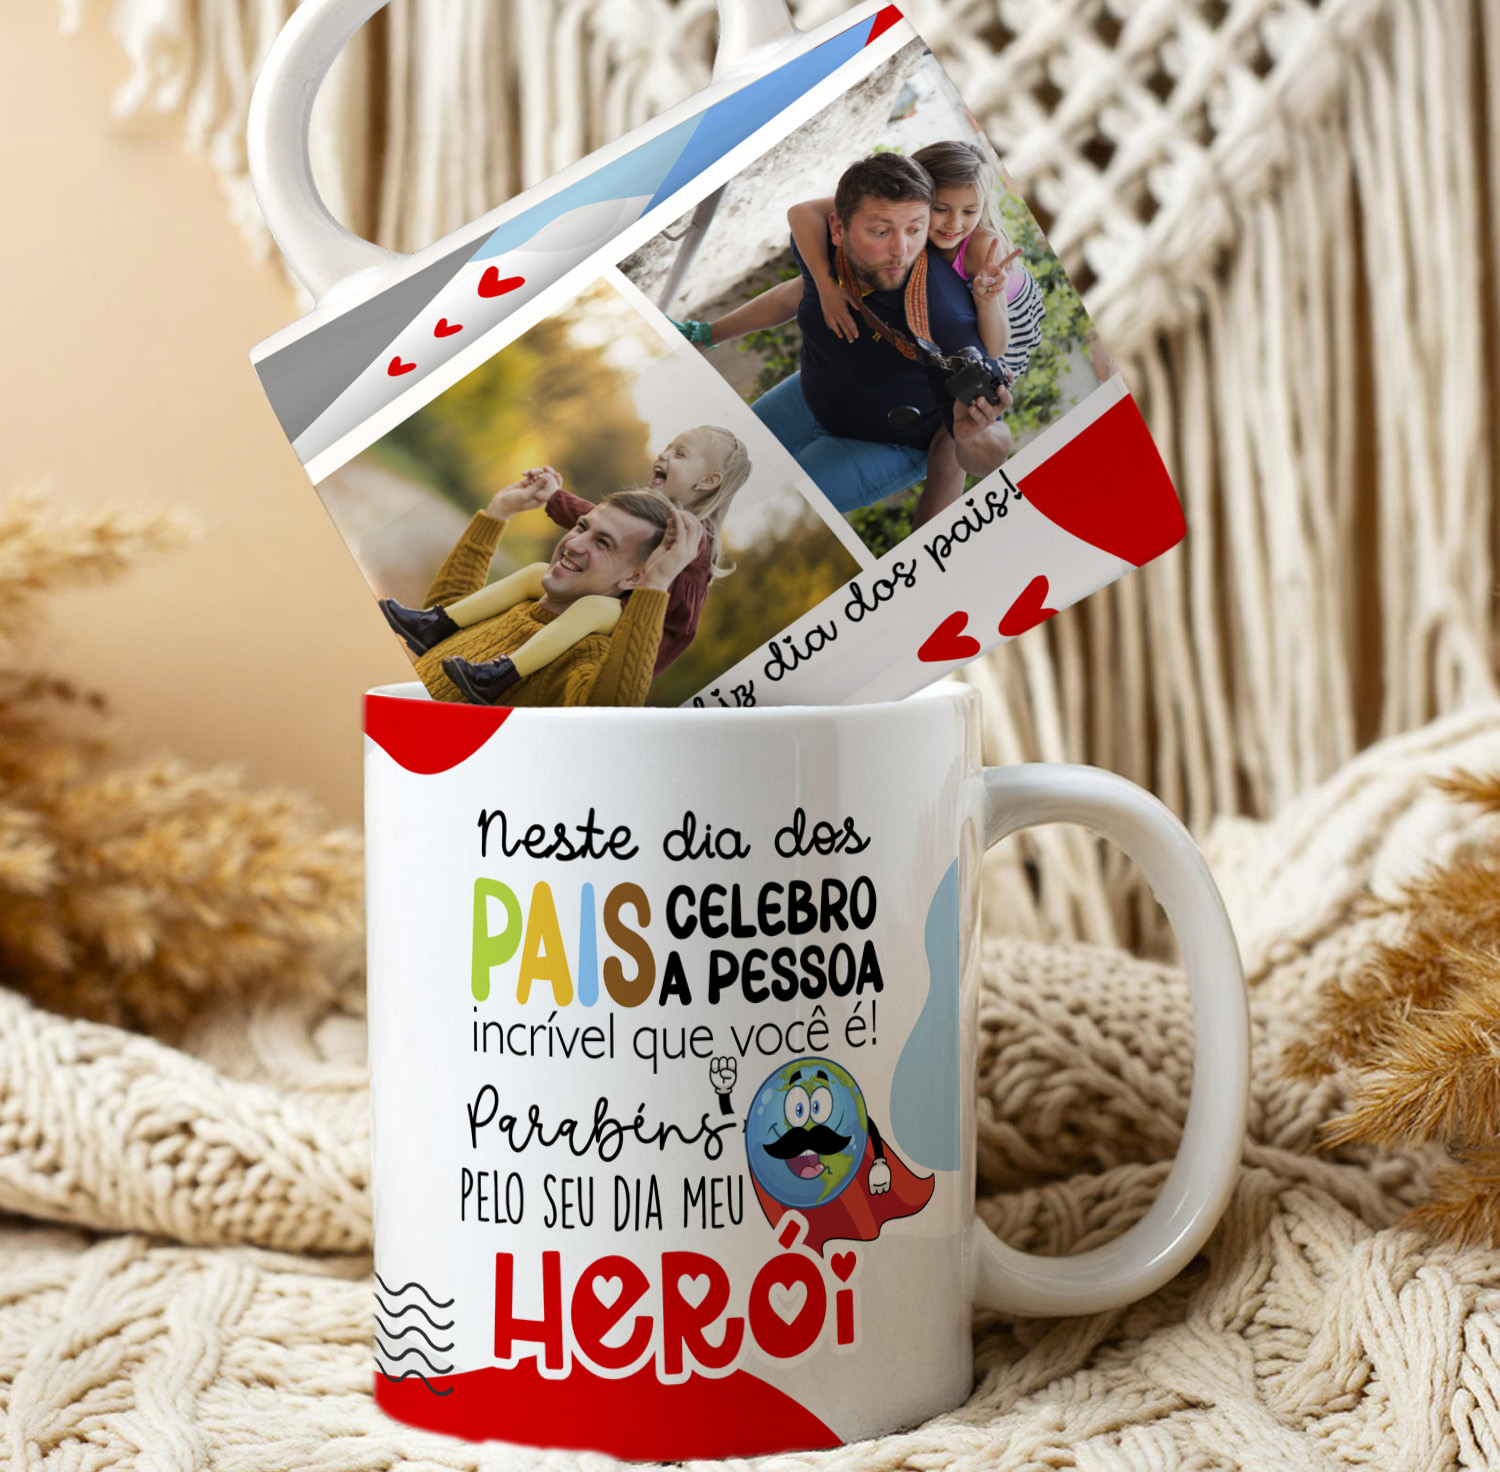 dia dos pais!
Neste dia dos
PAIS CELEBRO
A PESSOA
incrível que você é!
Parabéns
PELO SEU DIA MEU
HERÓI